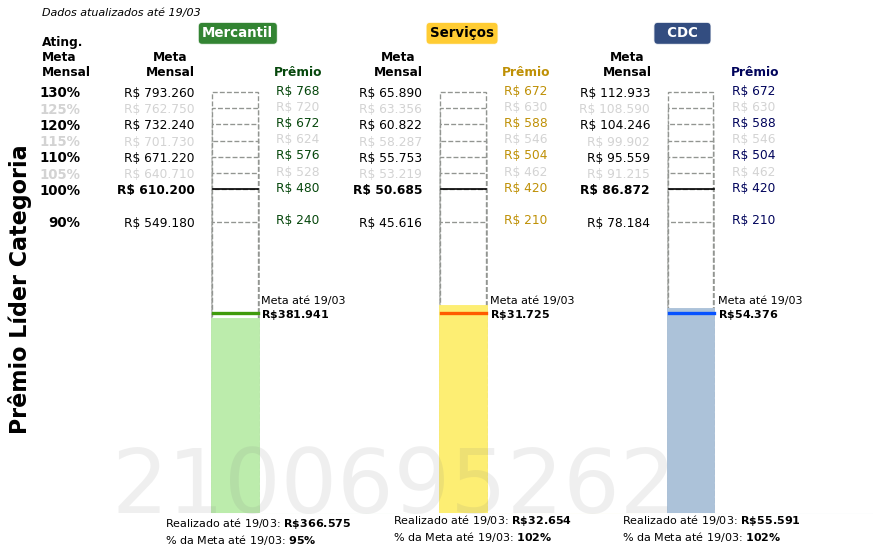 Dados atualizados até 19/03
Mercantil Serviços CDC
Ating.
Meta Meta Meta Meta
Mensal Mensal Prêmio Mensal Prêmio Mensal Prêmio
130% R$ 793.260 R$ 768 R$ 65.890 R$ 672 R$ 112.933 R$ 672
125% R$ 762.750 R$ 720 R$ 63.356 R$ 630 R$ 108.590 R$ 630
120% R$ 732.240 R$ 672 R$ 60.822 R$ 588 R$ 104.246 R$ 588
115% R$ 701.730 R$ 624 R$ 58.287 R$ 546 R$ 99.902 R$ 546
110% R$ 671.220 R$ 576 R$ 55.753 R$ 504 R$ 95.559 R$ 504
105% R$ 640.710 R$ 528 R$ 53.219 R$ 462 R$ 91.215 R$ 462
100% R$ 610.200 R$ 480 R$ 50.685 R$ 420 R$ 86.872 R$ 420
90% R$ 549.180 R$ 240 R$ 45.616 R$ 210 R$ 78.184 R$ 210
Prêmio Líder Categoria
Meta até 19/03 Meta até 19/03 Meta até 19/03
R$381.941 R$31.725 R$54.376
2100695262
Realizado até 19/03: R$366.575 Realizado até 19/03: R$32.654 Realizado até 19/03: R$55.591
% da Meta até 19/03: 95% % da Meta até 19/03: 102% % da Meta até 19/03: 102%